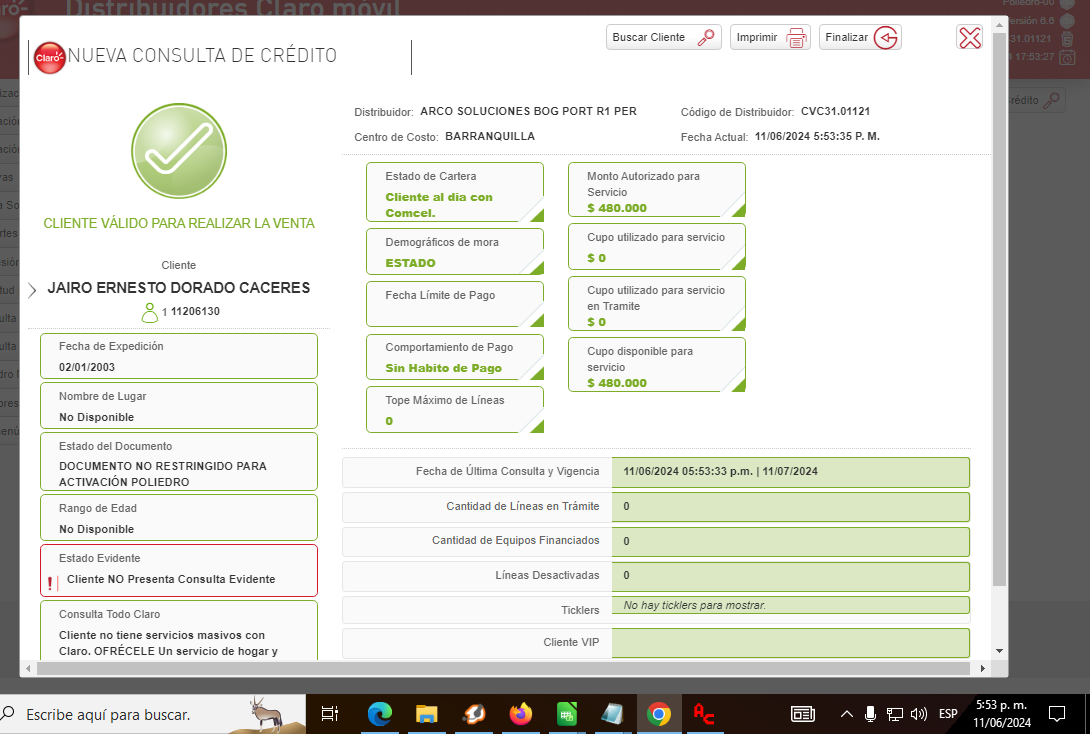 Distribuidores Claro móvil
Poliedro-00
Versión 6.6
31.01121
17:53:27
Buscar Cliente
Imprimir
Finalizar
Claro
NUEVA CONSULTA DE CRÉDITO
Distribuidor: ARCO SOLUCIONES BOG PORT R1 PER
Código de Distribuidor: CVC31.01121
Centro de Costo: BARRANQUILLA
Fecha Actual: 11/06/2024 5:53:35 P. M.
CLIENTE VÁLIDO PARA REALIZAR LA VENTA
Cliente
JAIRO ERNESTO DORADO CACERES
1 11206130
Fecha de Expedición
02/01/2003
Nombre de Lugar
No Disponible
Estado del Documento
DOCUMENTO NO RESTRINGIDO PARA
ACTIVACIÓN POLIEDRO
Rango de Edad
No Disponible
Estado Evidente
! Cliente NO Presenta Consulta Evidente
Consulta Todo Claro
Cliente no tiene servicios masivos con
Claro. OFRÉCELE Un servicio de hogar y
Estado de Cartera
Cliente al día con
Comcel.
Demográficos de mora
ESTADO
Fecha Límite de Pago
Comportamiento de Pago
Sin Habito de Pago
Tope Máximo de Líneas
0
Monto Autorizado para
Servicio
$ 480.000
Cupo utilizado para servicio
$ 0
Cupo utilizado para servicio
en Tramite
$ 0
Cupo disponible para
servicio
$ 480.000
Fecha de Última Consulta y Vigencia 11/06/2024 05:53:33 p.m. | 11/07/2024
Cantidad de Líneas en Trámite 0
Cantidad de Equipos Financiados 0
Líneas Desactivadas 0
Ticklers No hay ticklers para mostrar.
Cliente VIP
Escribe aquí para buscar.
ESP
5:53 p. m.
11/06/2024